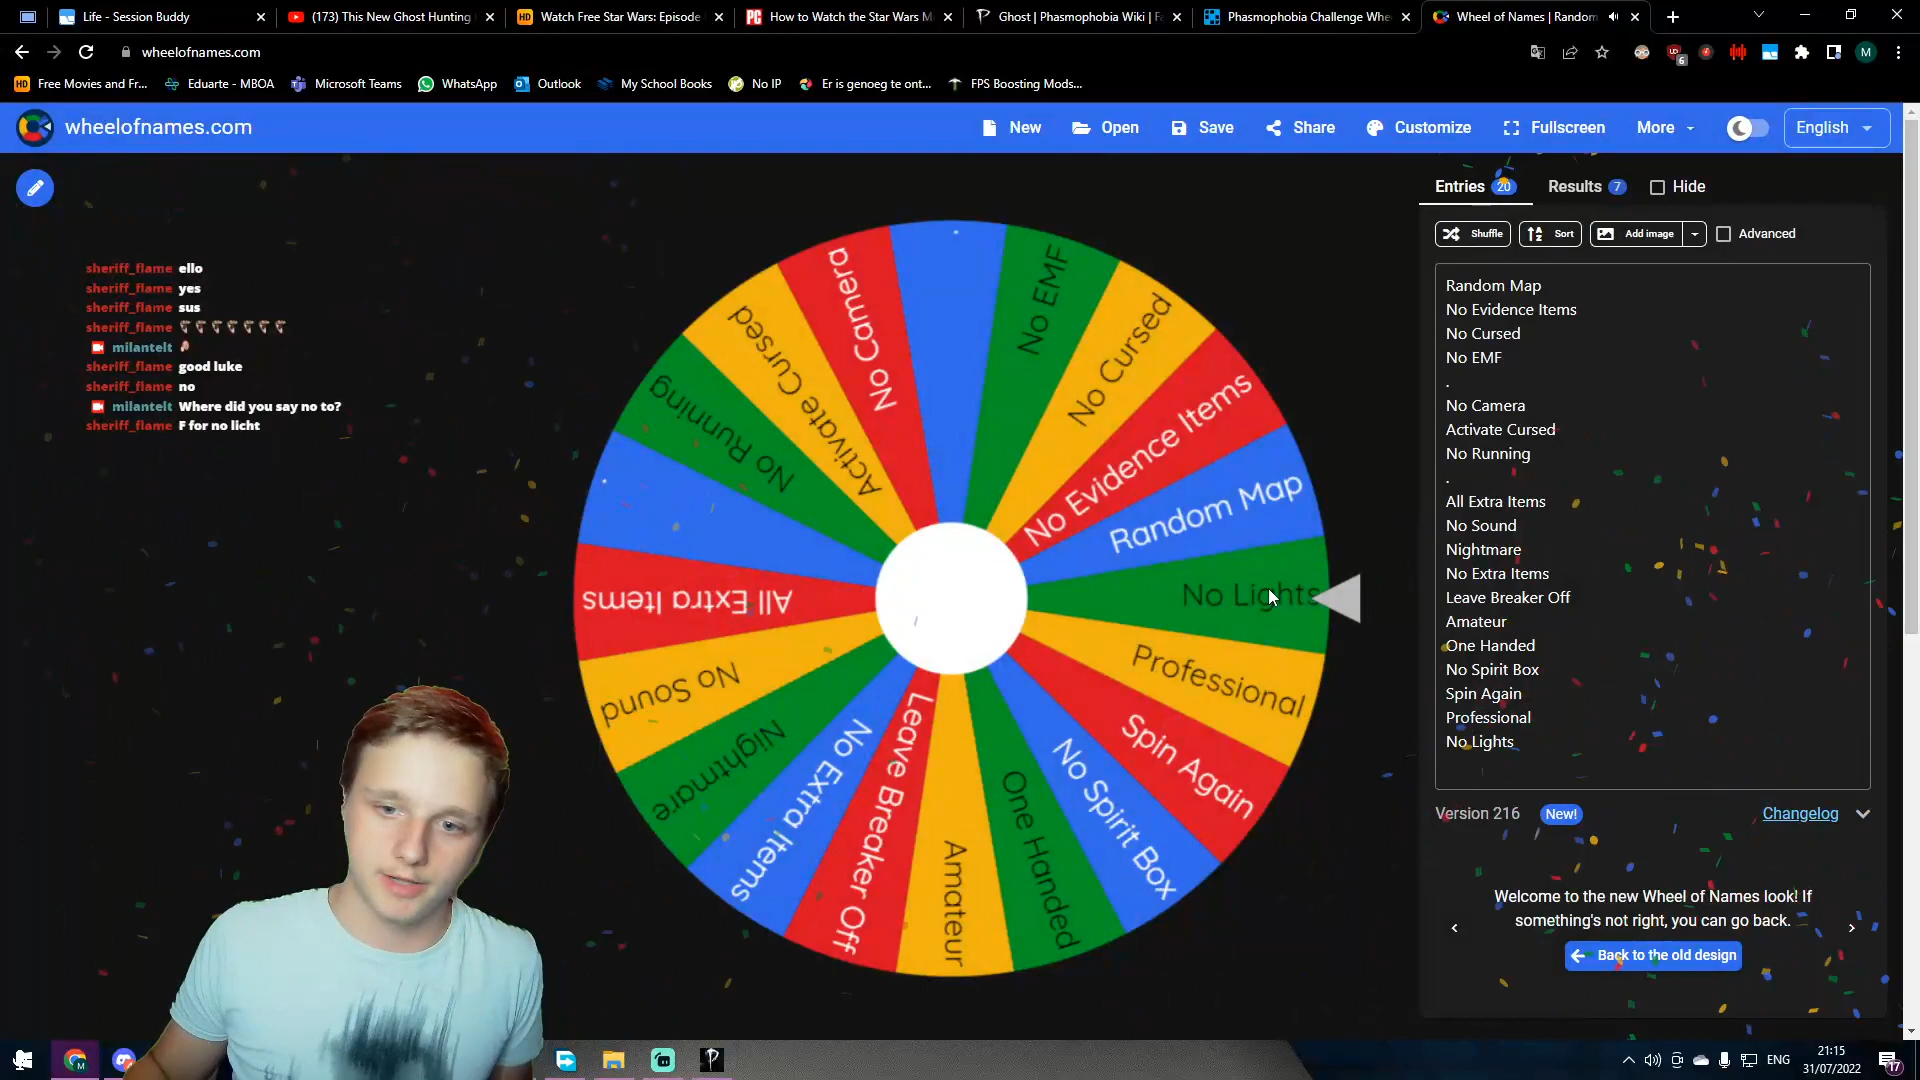 Life - Session Buddy
(173) This New Ghost Hunting
Watch Free Star Wars: Episode
How to Watch the Star Wars M
Ghost | Phasmophobia Wiki | F
Phasmophobia Challenge Whe
Wheel of Names | Random
wheelofnames.com
6
M
Free Movies and Fr...
Eduarte - MBOA
Microsoft Teams
WhatsApp
Outlook
My School Books
No IP
Er is genoeg te ont...
FPS Boosting Mods...
wheelofnames.com
New
Open
Save
Share
Customize
Fullscreen
More
English
Entries 20
Results 7
Hide
Shuffle
Sort
Add image
Advanced
sheriff_flame ello
sheriff_flame yes
sheriff_flame sus
sheriff_flame
milantelt
sheriff_flame good luke
sheriff_flame no
milantelt Where did you say no to?
sheriff_flame F for no licht
No Camera
.
No EMF
No Cursed
No Evidence Items
Random Map
No Lights
Professional
Spin Again
No Spirit Box
One Handed
Amateur
Leave Breaker Off
No Extra Items
Nightmare
No Sound
All Extra Items
.
No Running
Activate Cursed
Random Map
No Evidence Items
No Cursed
No EMF
.
No Camera
Activate Cursed
No Running
.
All Extra Items
No Sound
Nightmare
No Extra Items
Leave Breaker Off
Amateur
One Handed
No Spirit Box
Spin Again
Professional
No Lights
Version 216
New!
Changelog
Welcome to the new Wheel of Names look! If
something's not right, you can go back.
Back to the old design
ENG
21:15
31/07/2022
17